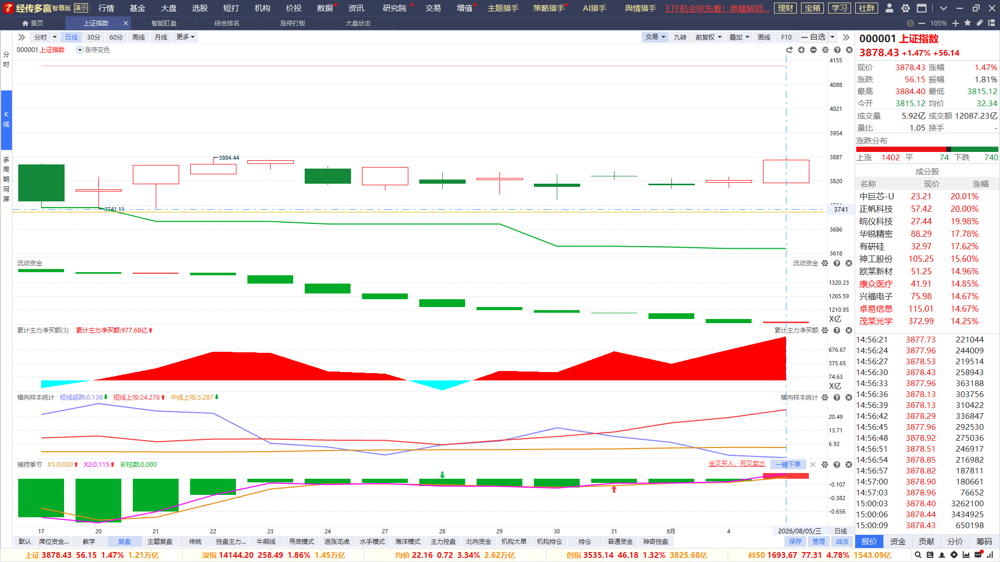 经传多赢 智尊版 演示 行情 基金 大盘 选股 短打 机构 价投 数据 资讯 研究院 交易 增值 主题猎手 策略猎手 AI猎手 舆情猎手 ETF机会抢先看！单篇解锁... 理财 宝箱 学习 社群
首页 上证指数 智能盯盘 综合排名 涨停打板 大盘状态 105%
分时 日线 30分 60分 周线 月线 更多 交易 九转 前复权 叠加 画线 F10 自选
分时
K线
多周期同屏
000001 上证指数 涨停变色
4155
4088
4021
3954
3887
3820
3741
3686
3618
3884.44
3741.11
流动资金 流动资金
1320.23
1265.59
1210.95
X亿
累计主力净买额(3) 累计主力净买额:977.68亿 累计主力净买额
676.67
375.65
74.63
X亿
横向样本统计 短线超跌:0.138 短线上攻:24.276 中线上攻:5.287 横向样本统计
20.49
13.71
6.92
捕捞季节 X1:0.030 X2:0.115 彩柱数:0.000 金叉买入，死叉卖出 一键下单
-0.107
-0.382
-0.656
17 20 21 22 23 24 27 28 29 30 31 8月 4 2026/08/05/三 日线
默认 席位资金... 教学 复盘 主题复盘 传统 控盘主力... 牛能线 寻底模式 追涨龙虎 水手模式 海洋模式 主力控盘 北向资金 机构大单 机构持仓 持仓 普通资金 神奇控盘 保存 管理 战法
000001 上证指数
3878.43 +1.47% +56.14
现价 3878.43 涨幅 1.47%
涨跌 56.15 振幅 1.81%
最高 3884.40 最低 3815.12
今开 3815.12 均价 32.34
成交量 5.92亿 成交额 12087.23亿
量比 1.05 换手 -
涨跌分布
上涨 1402 平 74 下跌 740
成分股
名称 现价 涨幅
中巨芯-U 23.21 20.01%
正帆科技 57.42 20.00%
皖仪科技 27.44 19.98%
华锐精密 88.29 17.78%
有研硅 32.97 17.62%
神工股份 105.25 15.60%
欧莱新材 51.25 14.96%
康众医疗 41.91 14.85%
兴福电子 75.98 14.67%
卓易信息 115.01 14.67%
茂莱光学 372.99 14.25%
14:56:21 3877.73 221044
14:56:24 3877.96 244009
14:56:27 3878.53 219514
14:56:30 3878.43 258943
14:56:33 3877.96 363188
14:56:36 3878.13 303756
14:56:39 3878.13 310422
14:56:42 3878.29 336847
14:56:45 3877.96 292530
14:56:48 3878.92 275036
14:56:51 3878.51 246917
14:56:54 3878.85 216982
14:56:57 3878.82 187811
14:57:00 3878.90 180661
14:57:03 3878.96 76652
15:00:03 3878.40 3262100
15:00:06 3878.44 3434925
15:00:09 3878.43 650198
报价 资金 贡献 分价 筹码
上证 3878.43 56.15 1.47% 1.21万亿 深指 14144.20 258.49 1.86% 1.45万亿 均价 22.16 0.72 3.34% 2.62万亿 创指 3535.14 46.18 1.32% 3825.68亿 科50 1693.67 77.31 4.78% 1543.09亿